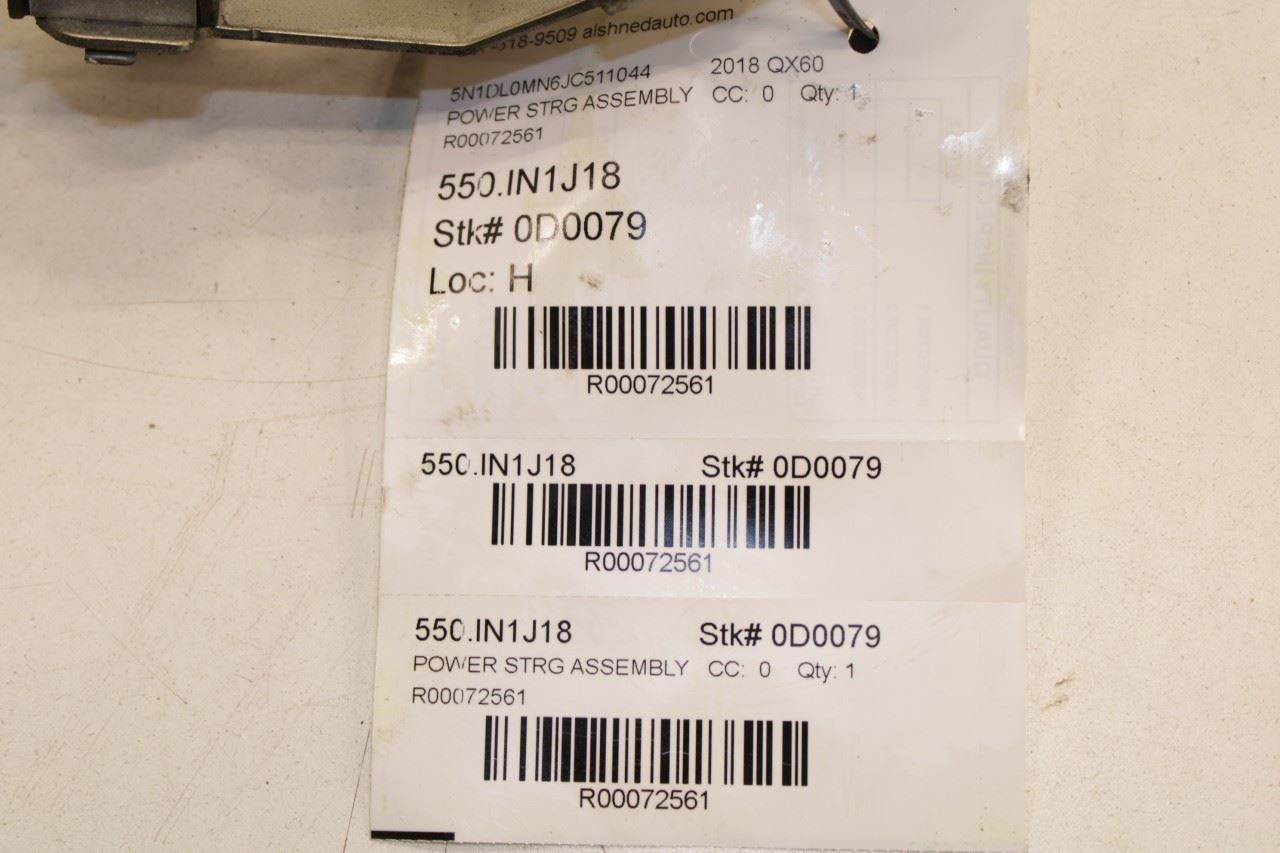 -9509 alshnedauto.com
5N1DL0MN6JC511044 2018 QX60
POWER STRG ASSEMBLY CC: 0 Qty: 1
R00072561
550.IN1J18
Stk# 0D0079
Loc: H
R00072561
550.IN1J18 Stk# 0D0079
R00072561
550.IN1J18 Stk# 0D0079
POWER STRG ASSEMBLY CC: 0 Qty: 1
R00072561
R00072561